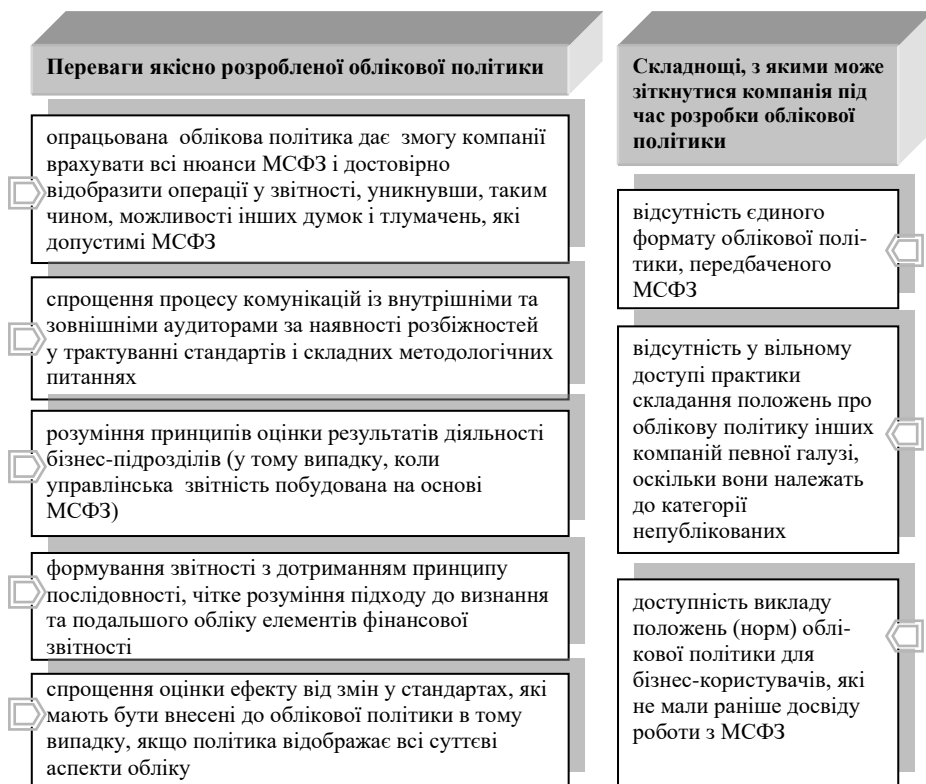 Переваги якісно розробленої облікової політики
опрацьована облікова політика дає змогу компанії
врахувати всі нюанси МСФЗ і достовірно
відобразити операції у звітності, уникнувши, таким
чином, можливості інших думок і тлумачень, які
допустимі МСФЗ
спрощення процесу комунікацій із внутрішніми та
зовнішніми аудиторами за наявності розбіжностей
у трактуванні стандартів і складних методологічних
питаннях
розуміння принципів оцінки результатів діяльності
бізнес-підрозділів (у тому випадку, коли
управлінська звітність побудована на основі
МСФЗ)
формування звітності з дотриманням принципу
послідовності, чітке розуміння підходу до визнання
та подальшого обліку елементів фінансової
звітності
спрощення оцінки ефекту від змін у стандартах, які
мають бути внесені до облікової політики в тому
випадку, якщо політика відображає всі суттєві
аспекти обліку
Складнощі, з якими може
зіткнутися компанія під
час розробки облікової
політики
відсутність єдиного
формату облікової полі-
тики, передбаченого
МСФЗ
відсутність у вільному
доступі практики
складання положень про
облікову політику інших
компаній певної галузі,
оскільки вони належать
до категорії
непублікованих
доступність викладу
положень (норм) облі-
кової політики для
бізнес-користувачів, які
не мали раніше досвіду
роботи з МСФЗ